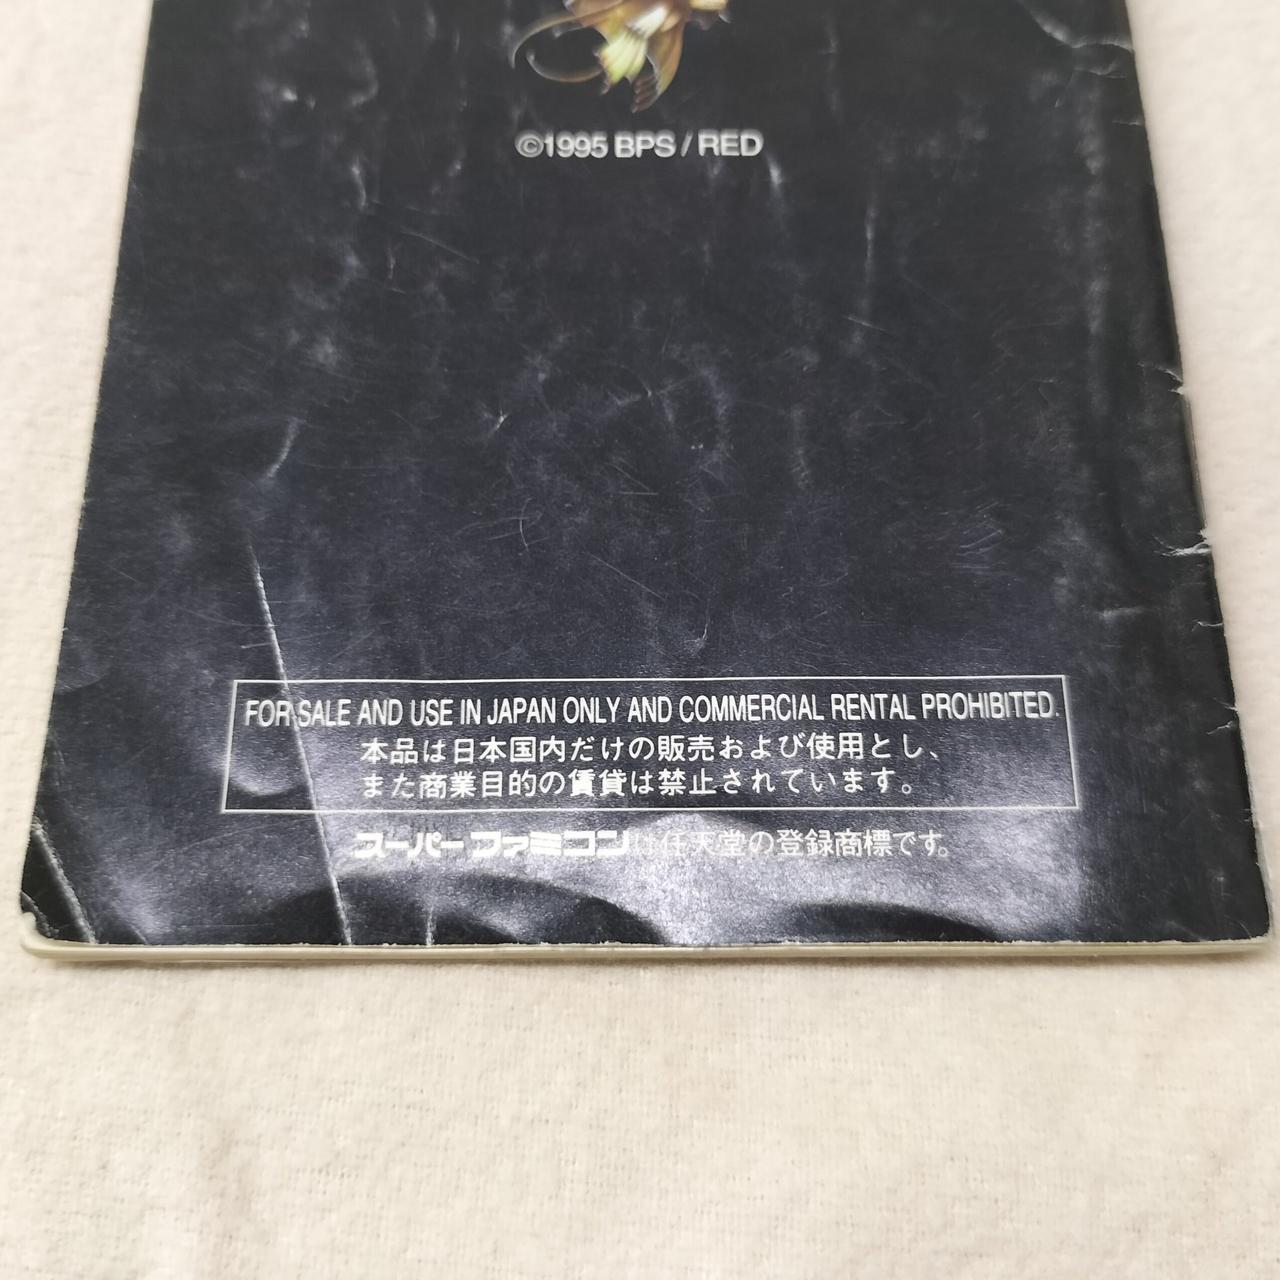 ©1995 BPS / RED
FOR SALE AND USE IN JAPAN ONLY AND COMMERCIAL RENTAL PROHIBITED.
本品は日本国内だけの販売および使用とし、
また商業目的の賃貸は禁止されています。
スーパーファミコンは任天堂の登録商標です。